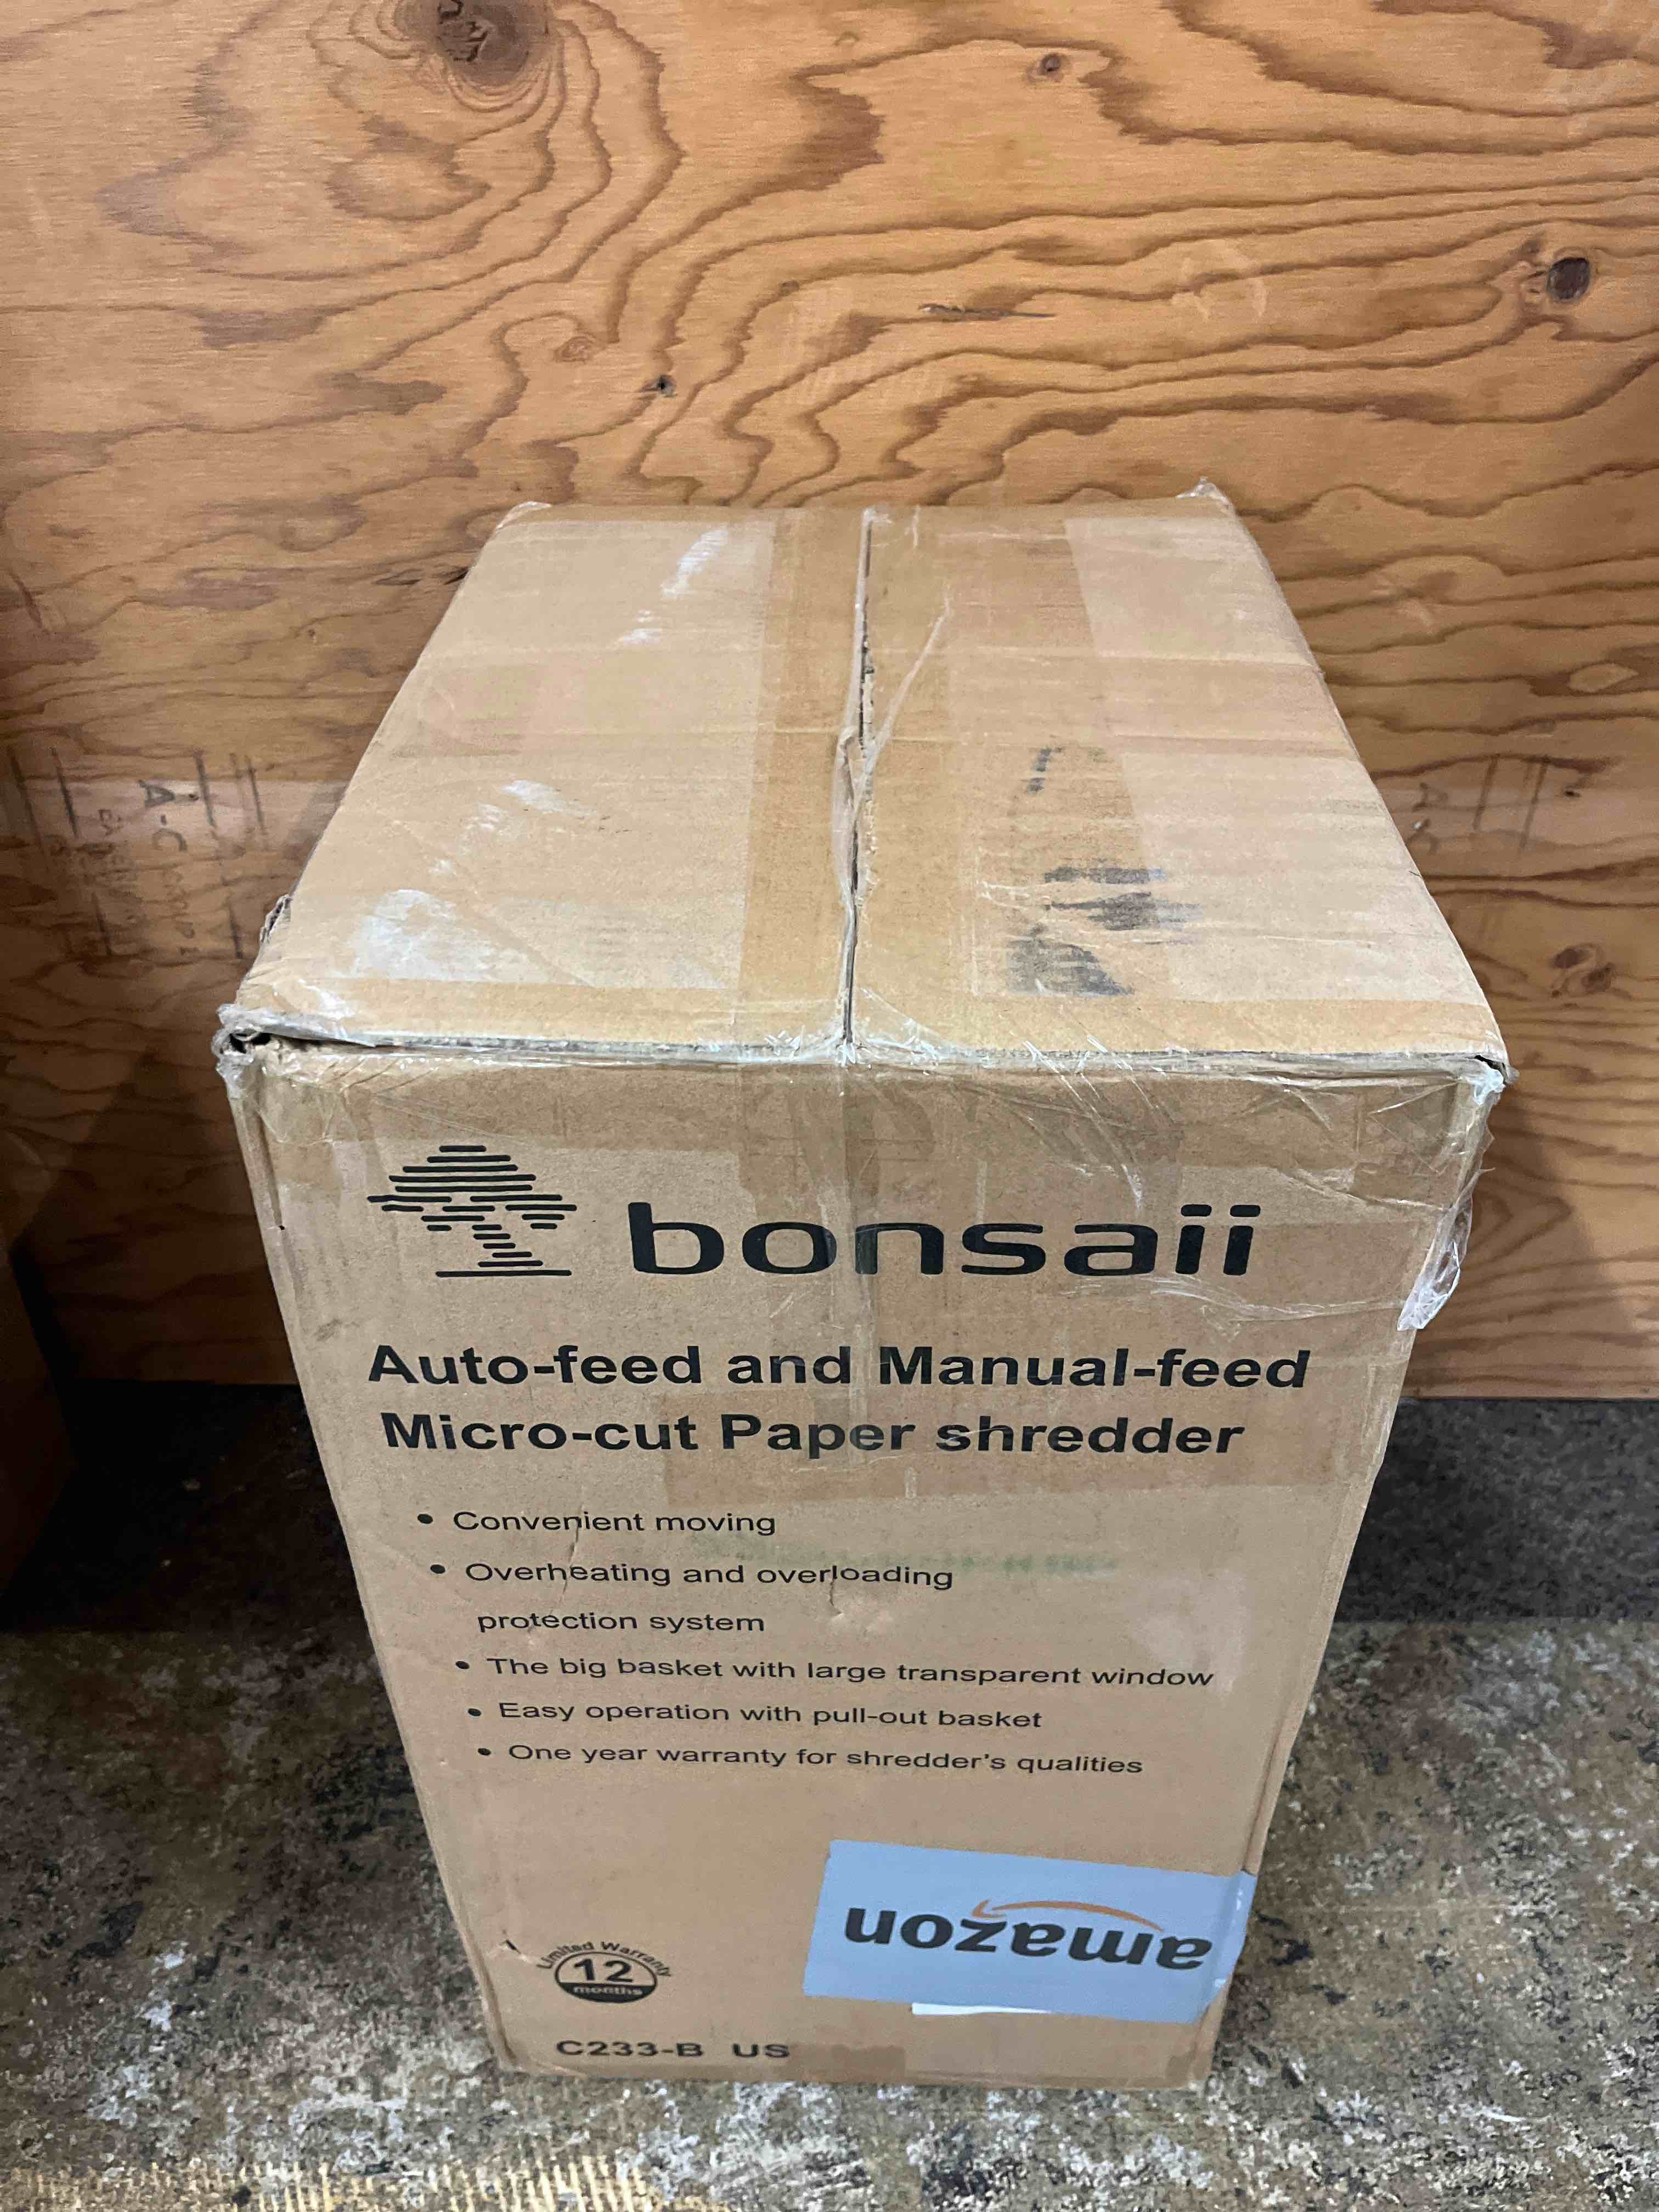 bonsaii
Auto-feed and Manual-feed
Micro-cut Paper shredder
• Convenient moving
• Overheating and overloading
protection system
• The big basket with large transparent window
• Easy operation with pull-out basket
• One year warranty for shredder's qualities
amazon
Limited Warranty
12
months
C233-B US
A-C